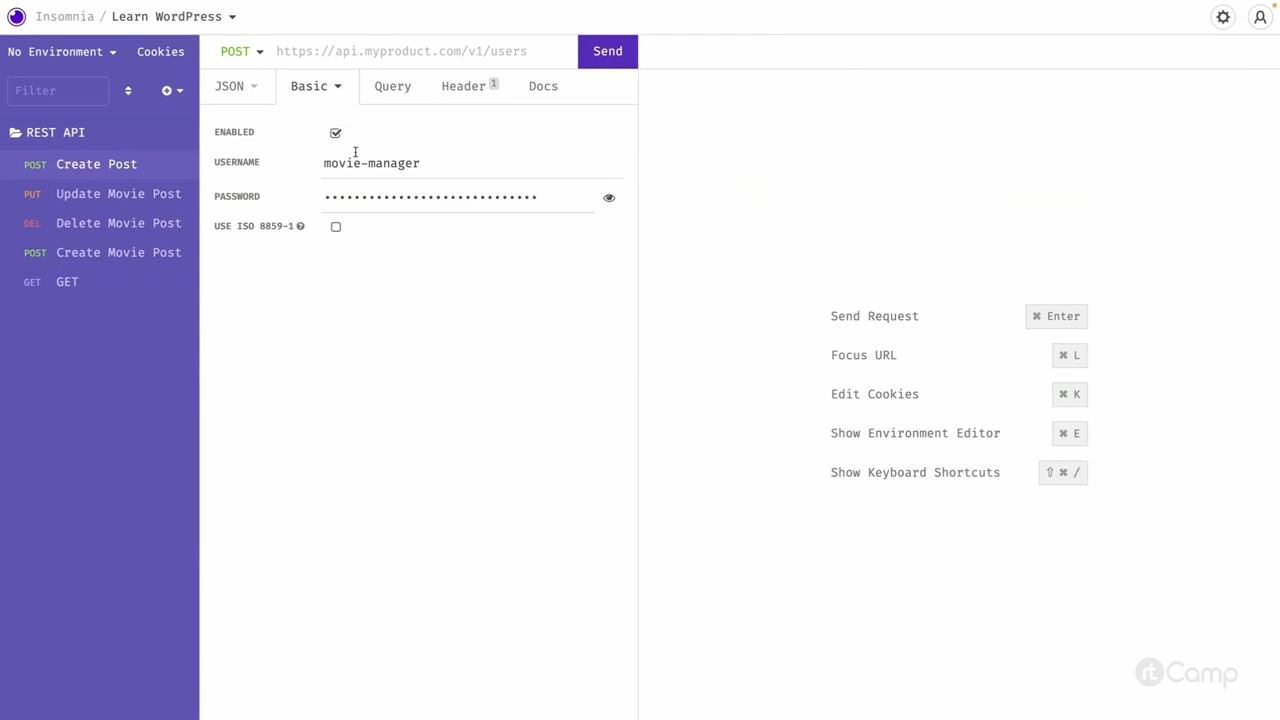 Insomnia / Learn WordPress
No Environment
Cookies
POST
https://api.myproduct.com/v1/users
Send
Filter
JSON
Basic
Query
Header 1
Docs
REST API
POST Create Post
PUT Update Movie Post
DEL Delete Movie Post
POST Create Movie Post
GET GET
ENABLED
USERNAME movie-manager
PASSWORD •••••••••••••••••••••••••••••
USE ISO 8859-1
Send Request ⌘ Enter
Focus URL ⌘ L
Edit Cookies ⌘ K
Show Environment Editor ⌘ E
Show Keyboard Shortcuts ⇧ ⌘ /
rtCamp